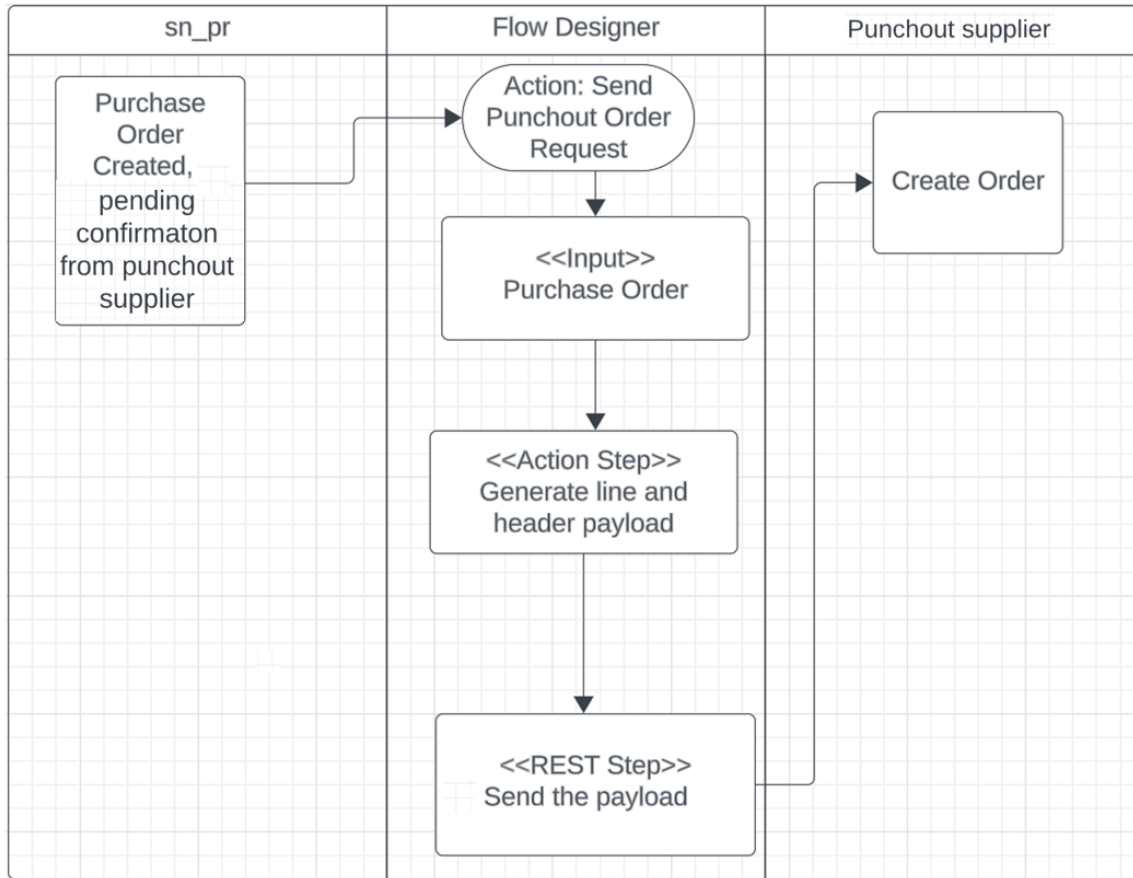 sn_pr
Flow Designer
Punchout supplier
Purchase
Order
Created,
pending
confirmaton
from punchout
supplier
Action: Send
Punchout Order
Request
<<Input>>
Purchase Order
<<Action Step>>
Generate line and
header payload
<<REST Step>>
Send the payload
Create Order